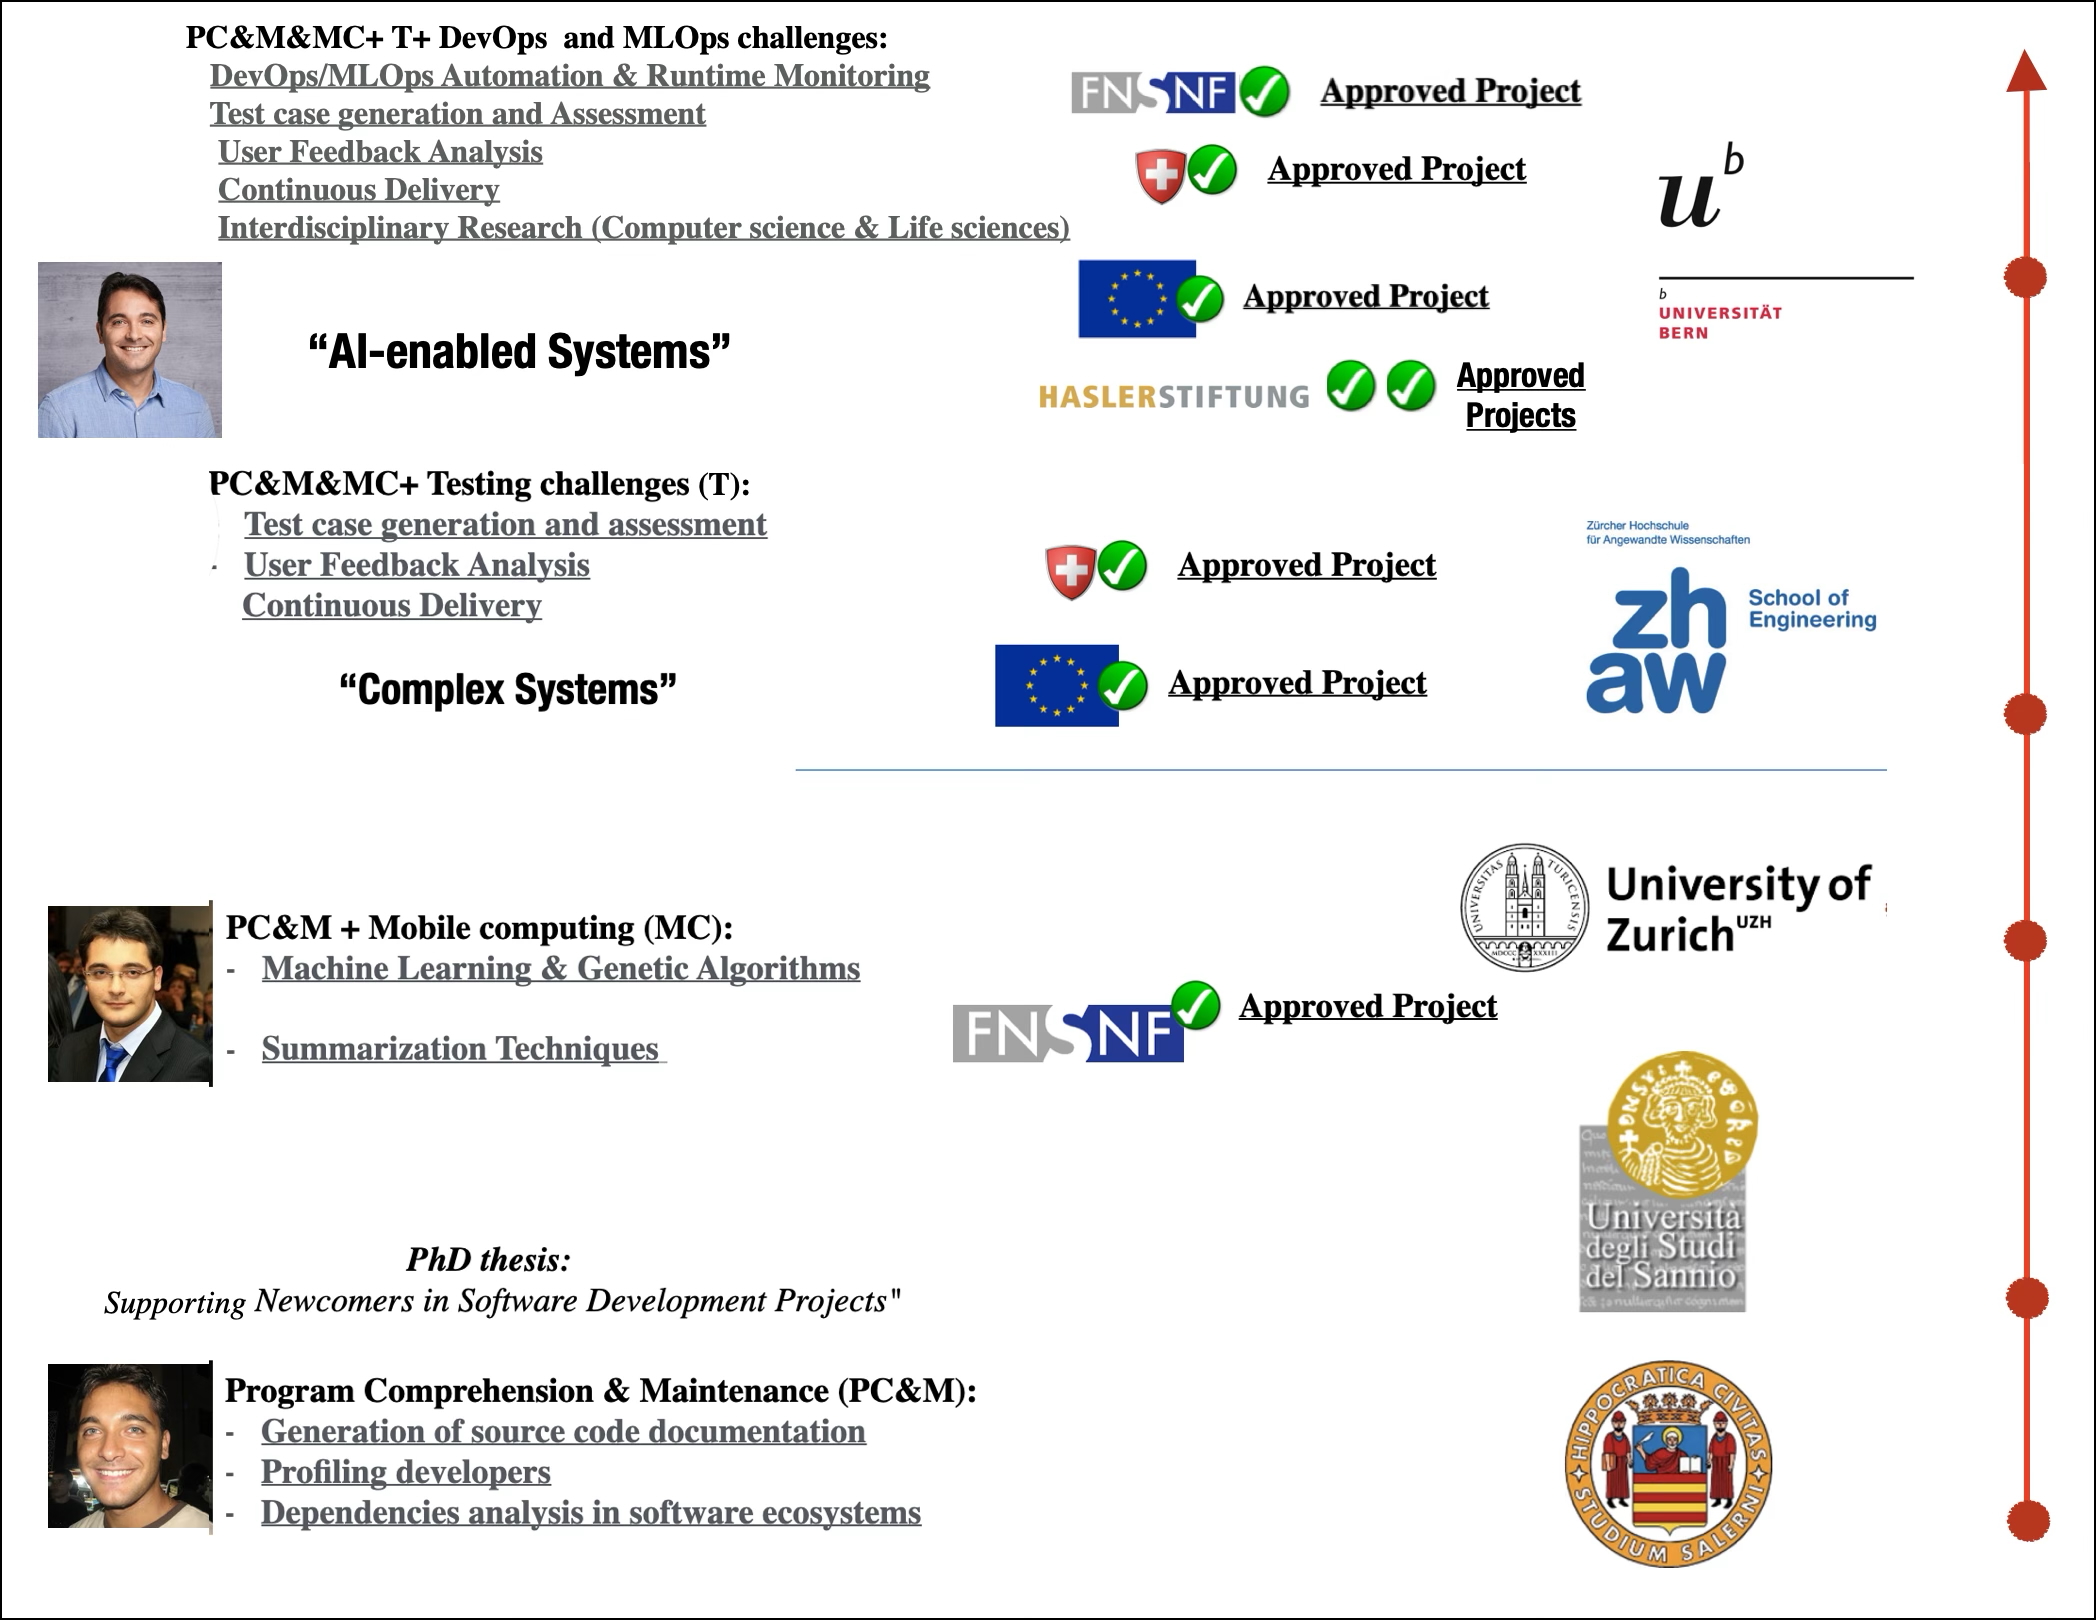 PC&M&MC+ T+ DevOps and MLOps challenges:
DevOps/MLOps Automation & Runtime Monitoring
Test case generation and Assessment
User Feedback Analysis
Continuous Delivery
Interdisciplinary Research (Computer science & Life sciences)
FNSNF Approved Project
Approved Project
u b
b
UNIVERSITÄT
BERN
Approved Project
“AI-enabled Systems”
HASLERSTIFTUNG Approved
Projects
PC&M&MC+ Testing challenges (T):
Test case generation and assessment
- User Feedback Analysis
Continuous Delivery
“Complex Systems”
Approved Project
Approved Project
Zürcher Hochschule
für Angewandte Wissenschaften
zh
aw
School of
Engineering
UNIVERSITAS TURICENSIS
MDCCC XXXIII
University of
Zurich UZH
PC&M + Mobile computing (MC):
- Machine Learning & Genetic Algorithms
- Summarization Techniques
FNSNF Approved Project
Università
degli Studi
del Sannio
PhD thesis:
Supporting Newcomers in Software Development Projects"
Program Comprehension & Maintenance (PC&M):
- Generation of source code documentation
- Profiling developers
- Dependencies analysis in software ecosystems
HIPPOCRATICA CIVITAS
STUDIUM SALERNI